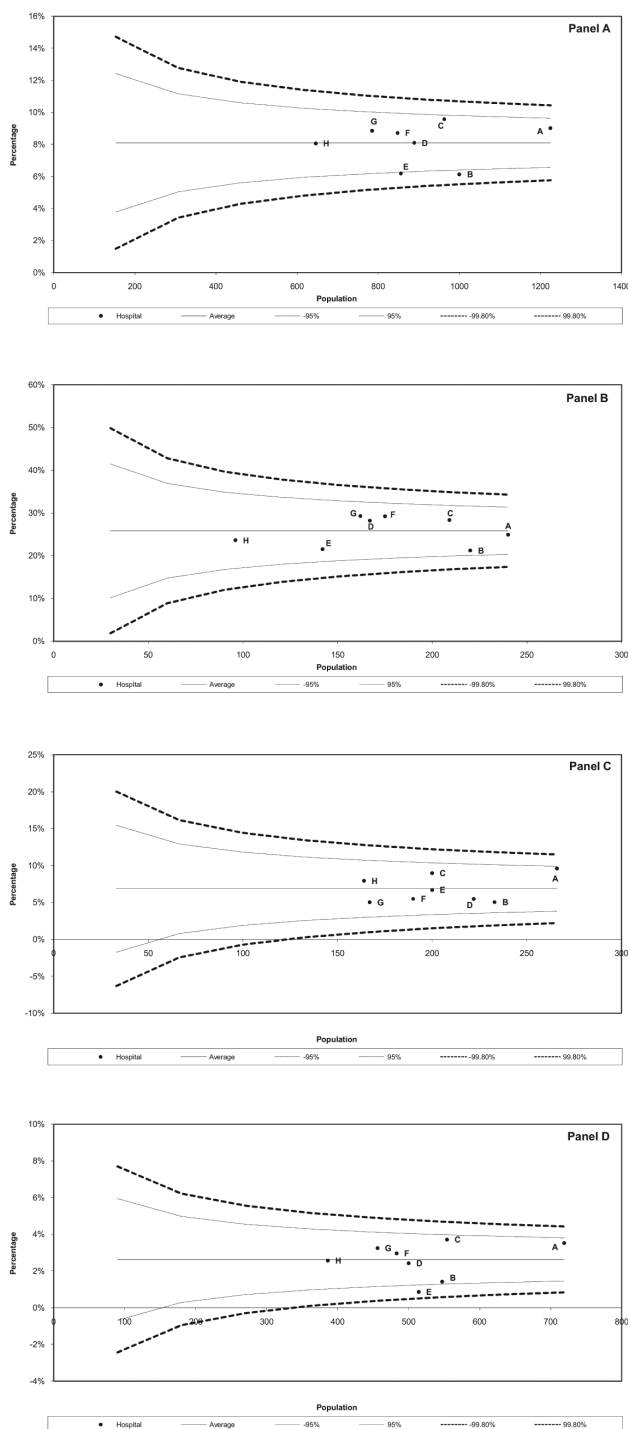 Panel A
16%
14%
12%
10%
8%
6%
4%
2%
0%
Percentage
G
F
C
A
H
D
E
B
0 200 400 600 800 1000 1200 1400
Population
Hospital Average -95% 95% -99.80% 99.80%
Panel B
60%
50%
40%
30%
20%
10%
0%
Percentage
G
F
C
A
D
H
E
B
0 50 100 150 200 250 300
Population
Hospital Average -95% 95% -99.80% 99.80%
Panel C
25%
20%
15%
10%
5%
0%
-5%
-10%
Percentage
H
C
A
E
G
F
D
B
0 50 100 150 200 250 300
Population
Hospital Average -95% 95% -99.80% 99.80%
Panel D
10%
8%
6%
4%
2%
0%
-2%
-4%
Percentage
G
F
C
A
H
D
B
E
0 100 200 300 400 500 600 700 800
Population
Hospital Average -95% 95% -99.80% 99.80%